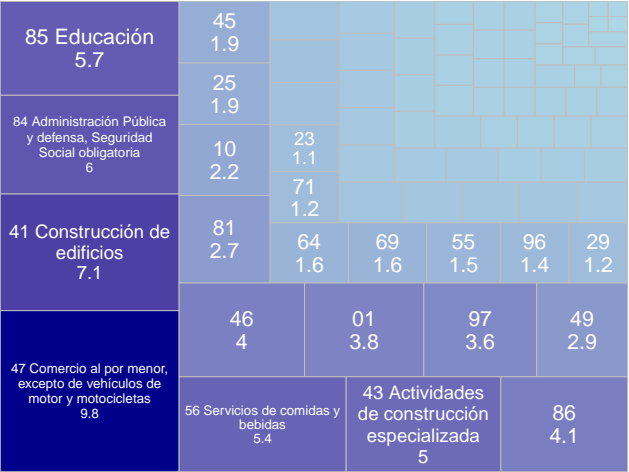 85 Educación
5.7
84 Administración Pública
y defensa, Seguridad
Social obligatoria
6
41 Construcción de
edificios
7.1
47 Comercio al por menor,
excepto de vehículos de
motor y motocicletas
9.8
45
1.9
25
1.9
10
2.2
81
2.7
23
1.1
71
1.2
64
1.6
69
1.6
55
1.5
96
1.4
29
1.2
46
4
01
3.8
97
3.6
49
2.9
56 Servicios de comidas y
bebidas
5.4
43 Actividades
de construcción
especializada
5
86
4.1